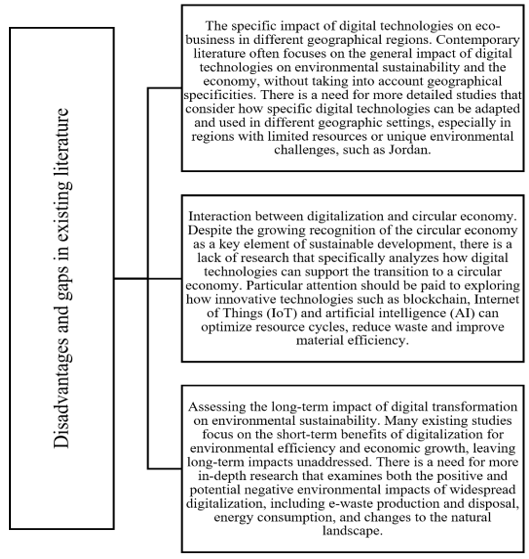 Disadvantages and gaps in existing literature
The specific impact of digital technologies on eco-
business in different geographical regions. Contemporary
literature often focuses on the general impact of digital
technologies on environmental sustainability and the
economy, without taking into account geographical
specificities. There is a need for more detailed studies that
consider how specific digital technologies can be adapted
and used in different geographic settings, especially in
regions with limited resources or unique environmental
challenges, such as Jordan.
Interaction between digitalization and circular economy.
Despite the growing recognition of the circular economy
as a key element of sustainable development, there is a
lack of research that specifically analyzes how digital
technologies can support the transition to a circular
economy. Particular attention should be paid to exploring
how innovative technologies such as blockchain, Internet
of Things (IoT) and artificial intelligence (AI) can
optimize resource cycles, reduce waste and improve
material efficiency.
Assessing the long-term impact of digital transformation
on environmental sustainability. Many existing studies
focus on the short-term benefits of digitalization for
environmental efficiency and economic growth, leaving
long-term impacts unaddressed. There is a need for more
in-depth research that examines both the positive and
potential negative environmental impacts of widespread
digitalization, including e-waste production and disposal,
energy consumption, and changes to the natural
landscape.